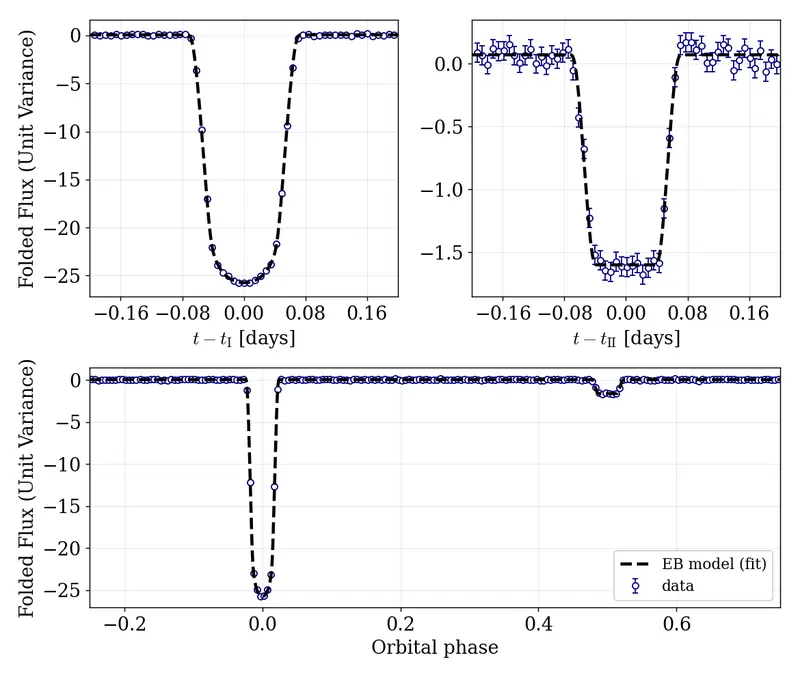 Folded Flux (Unit Variance)
0
−5
−10
−15
−20
−25
−0.16 −0.08 0.00 0.08 0.16
t − tI [days]
0.0
−0.5
−1.0
−1.5
−0.16 −0.08 0.00 0.08 0.16
t − tII [days]
Folded Flux (Unit Variance)
0
−5
−10
−15
−20
−25
EB model (fit)
data
−0.2 0.0 0.2 0.4 0.6
Orbital phase